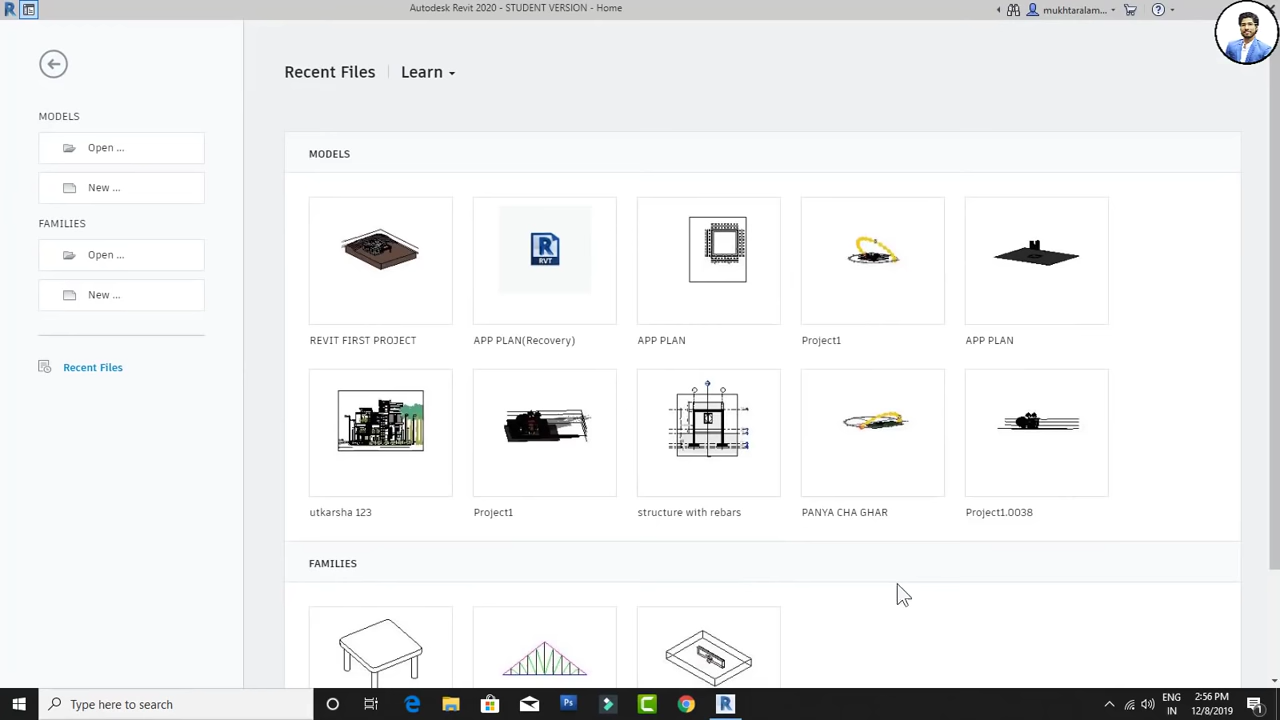 Autodesk Revit 2020 - STUDENT VERSION - Home
mukhtaralam...
Recent Files
Learn
MODELS
Open ...
New ...
FAMILIES
Open ...
New ...
Recent Files
MODELS
RVT
REVIT FIRST PROJECT
APP PLAN(Recovery)
APP PLAN
Project1
APP PLAN
utkarsha 123
Project1
structure with rebars
PANYA CHA GHAR
Project1.0038
FAMILIES
Type here to search
Ps
ENG
IN
2:56 PM
12/8/2019